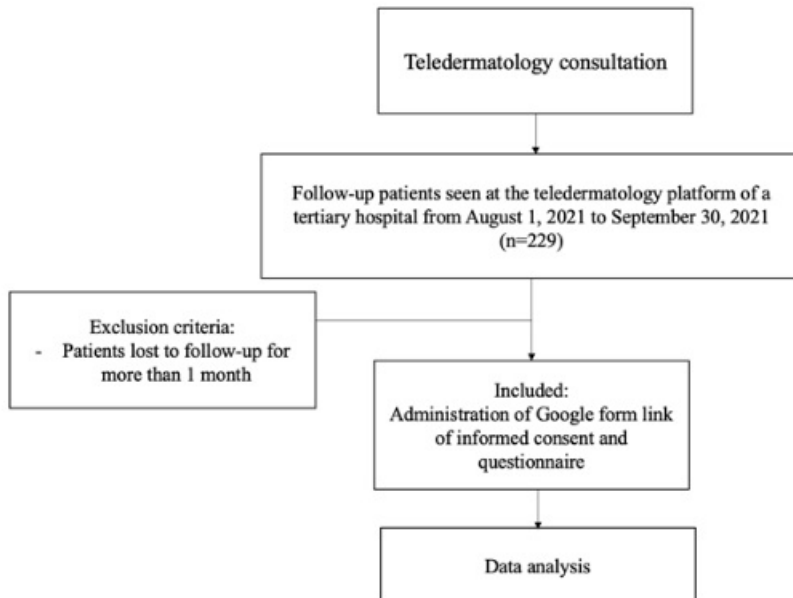 Teledermatology consultation
Follow-up patients seen at the teledermatology platform of a
tertiary hospital from August 1, 2021 to September 30, 2021
(n=229)
Exclusion criteria:
- Patients lost to follow-up for
more than 1 month
Included:
Administration of Google form link
of informed consent and
questionnaire
Data analysis